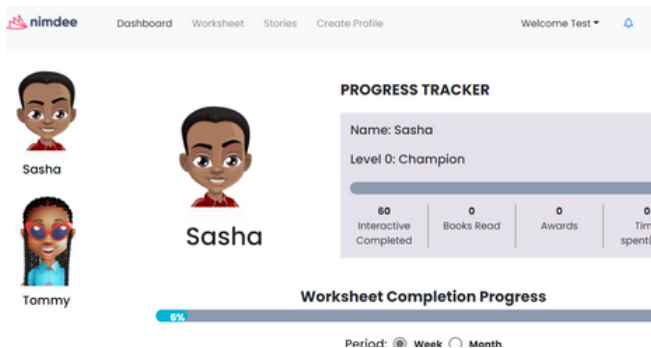 nimdee Dashboard Worksheet Stories Create Profile Welcome Test
Sasha
Tommy
Sasha
PROGRESS TRACKER
Name: Sasha
Level 0: Champion
60
Interactive
Completed
0
Books Read
0
Awards
0
Worksheet Completion Progress
6%
Period: Week Month